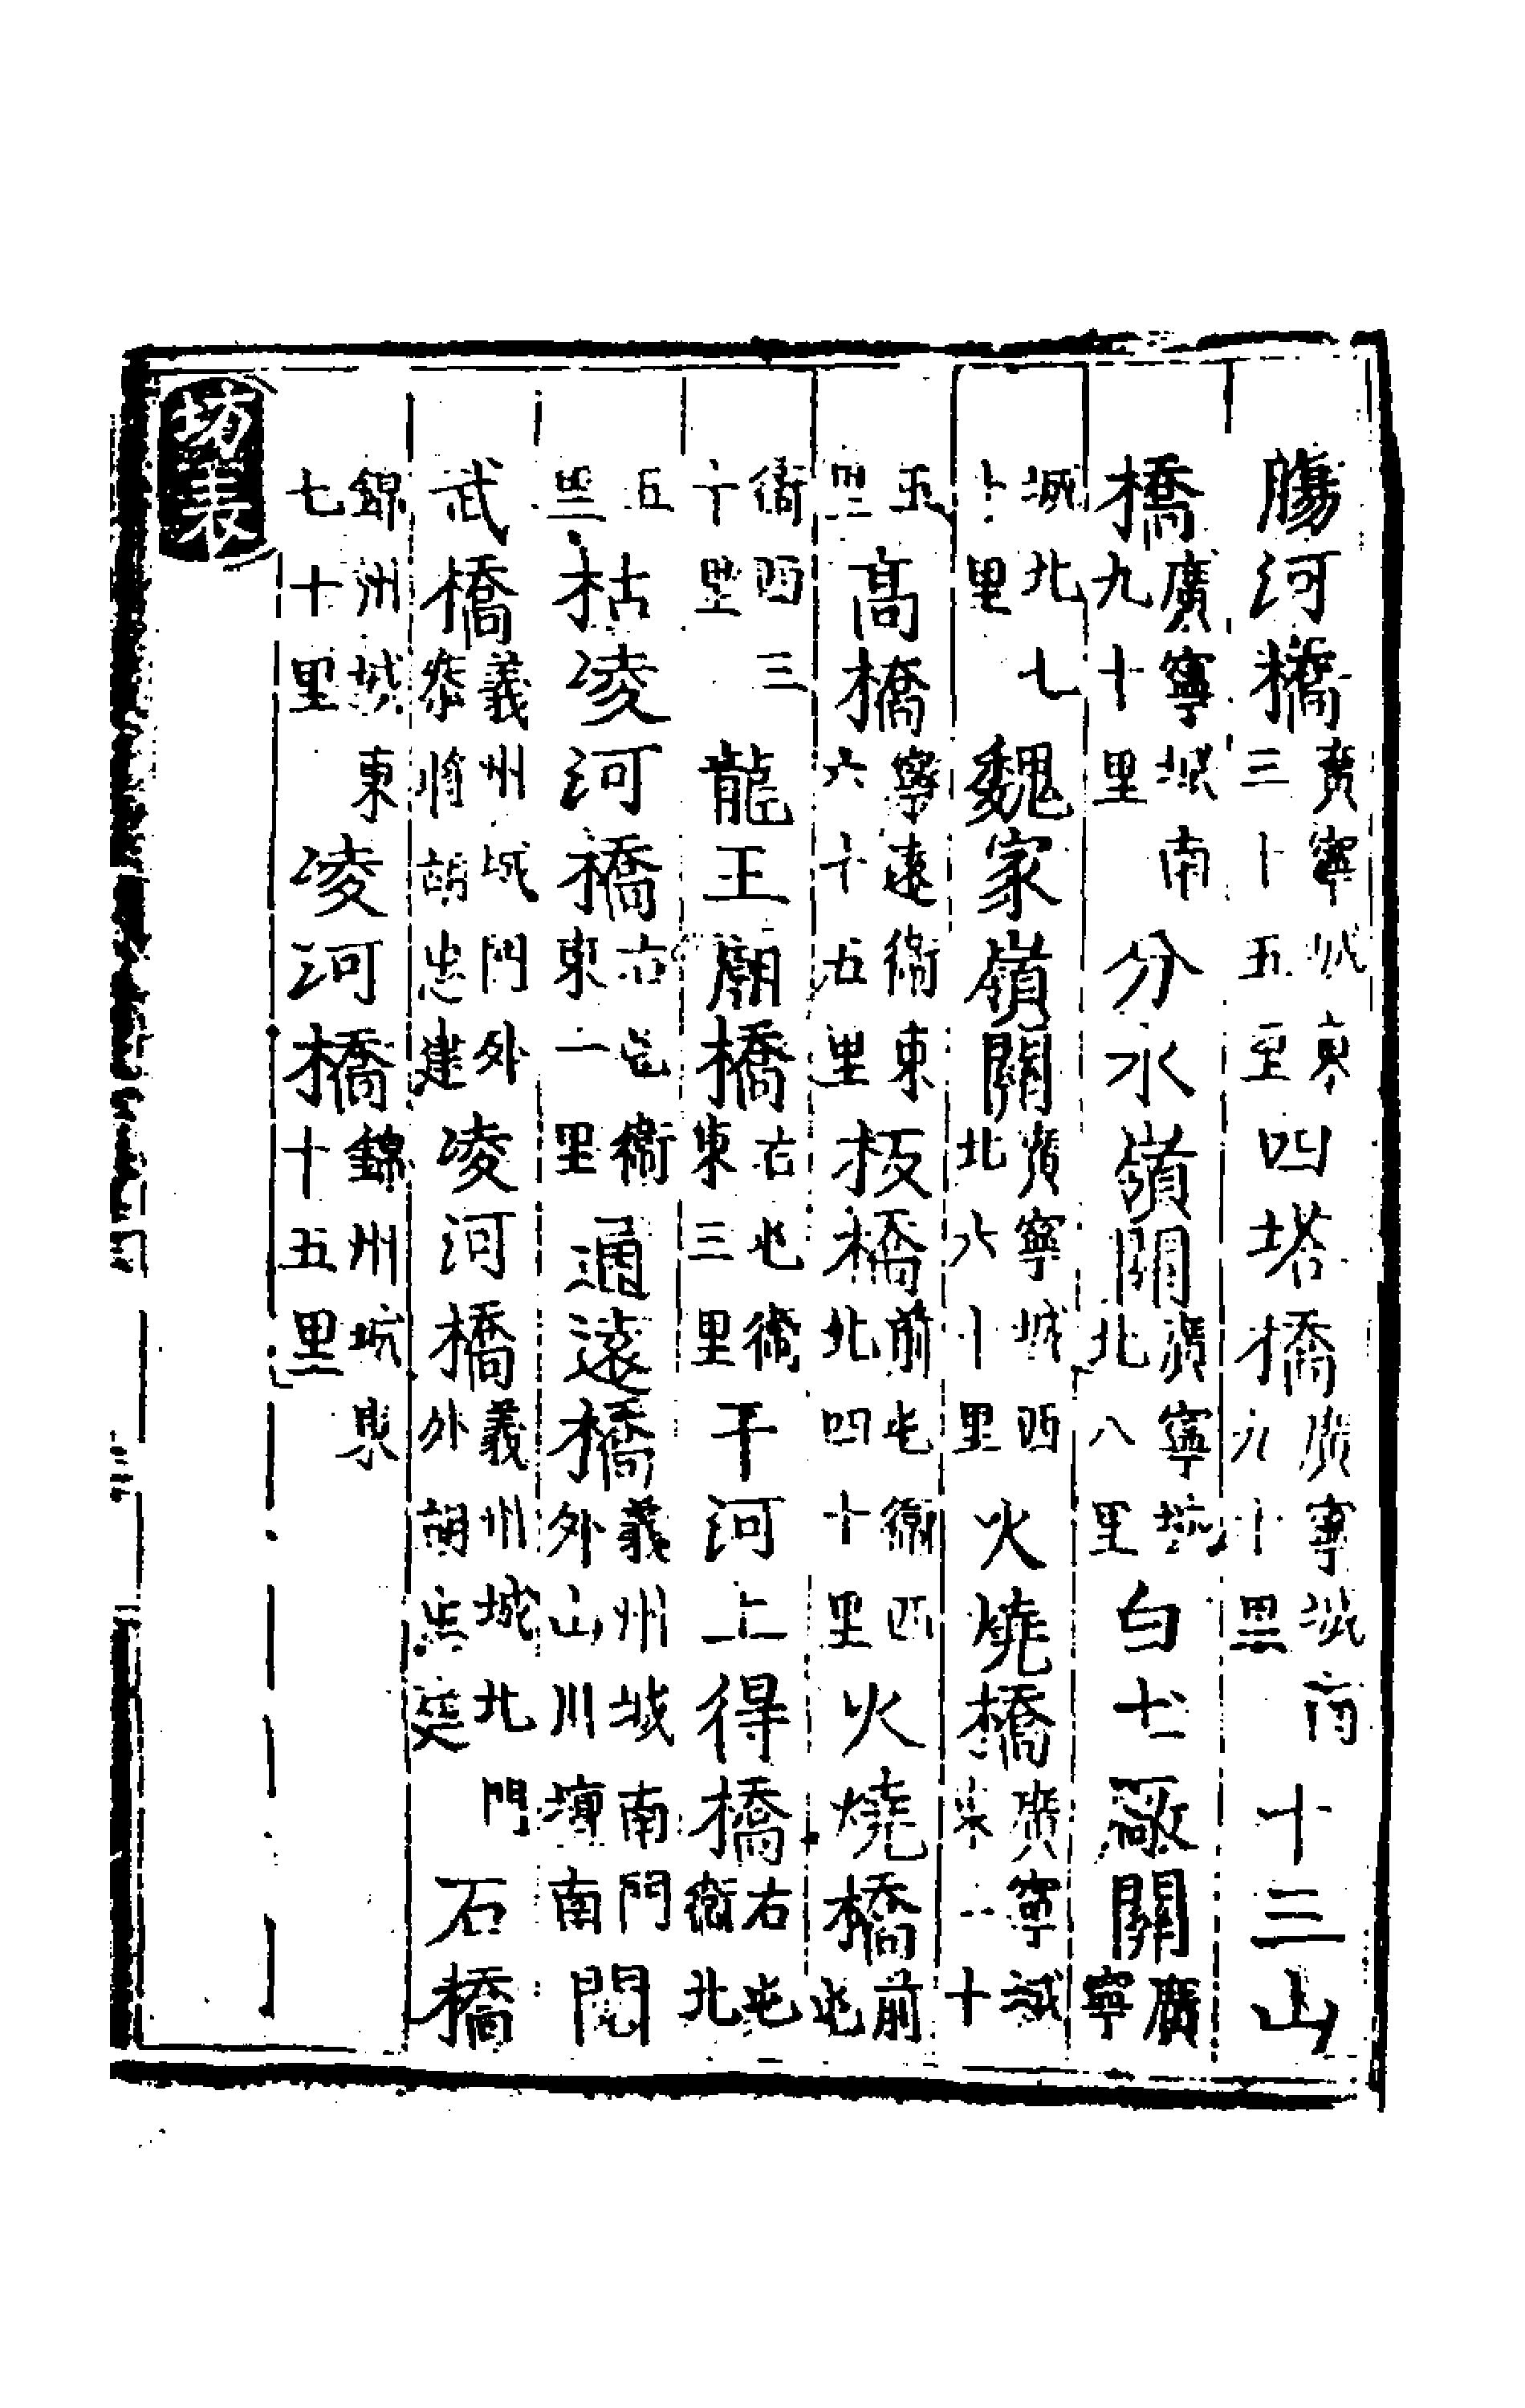 腸河橋廣寧城東三十五里四塔橋廣寧城南九十里十三山
橋廣寧城南九十里分水嶺關廣寧城北八里白土厰關廣寧
城北七十里魏家嶺關廣寧城西北八十里火燒橋廣寧城東一十
五里高橋寧遠衛東六十五里板橋前屯衛西北四十里火燒橋前屯
衛西三十里龍王廟橋右屯衛東三里干河上得橋右屯衛北
五里枯凌河橋右屯衛東一里通遠橋義州城南門外山川壇南閱
武橋義州城門外叅將胡忠建凌河橋義州城北門外胡忠建石橋
錦州城東七十里凌河橋錦州城東十五里
坊表